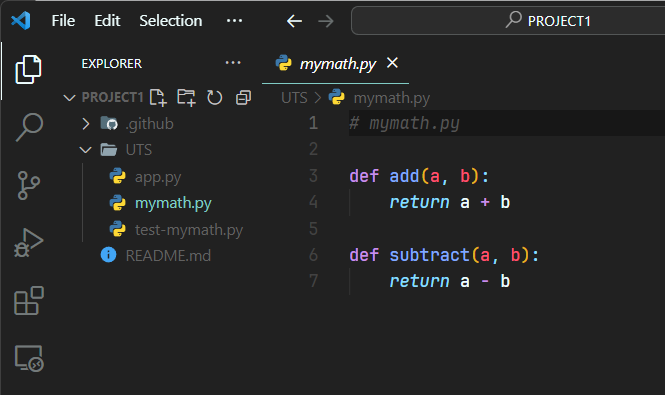 File Edit Selection ··· PROJECT1
EXPLORER ··· mymath.py
PROJECT1
.github
UTS
app.py
mymath.py
test-mymath.py
README.md
UTS > mymath.py
1 # mymath.py
2
3 def add(a, b):
4 return a + b
5
6 def subtract(a, b):
7 return a - b